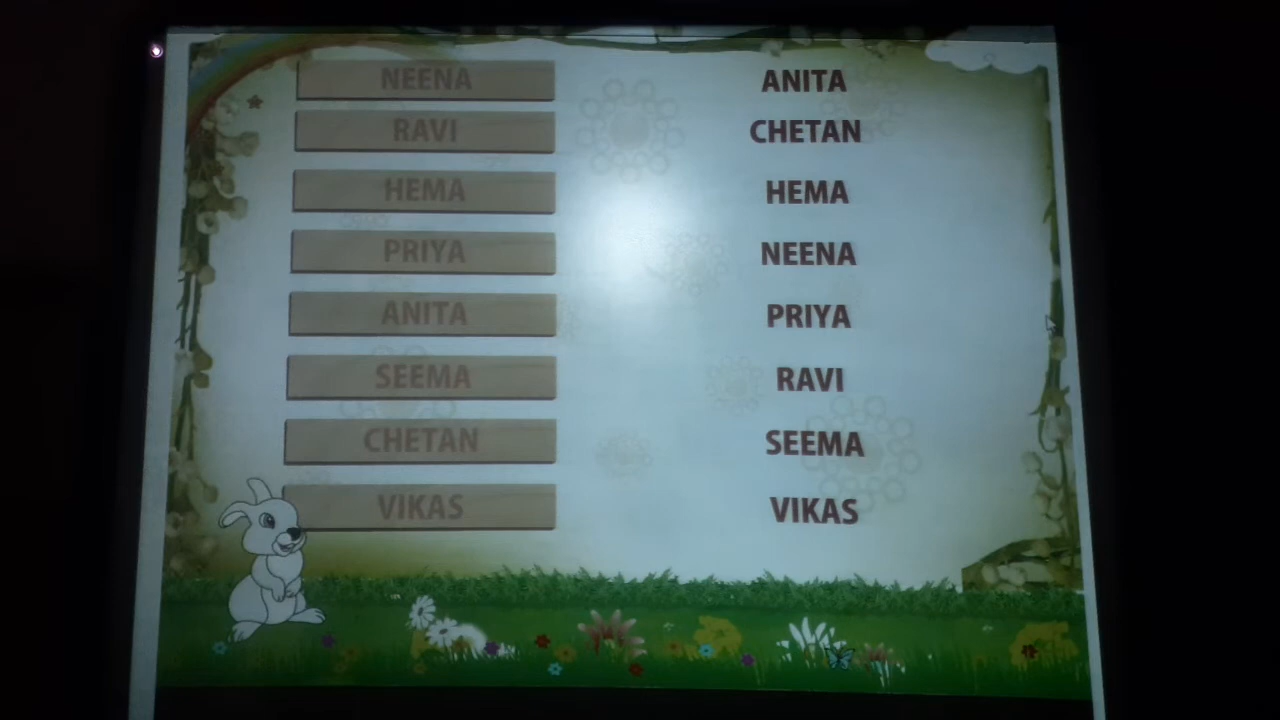 NEENA ANITA
RAVI CHETAN
HEMA HEMA
PRIYA NEENA
ANITA PRIYA
SEEMA RAVI
CHETAN SEEMA
VIKAS VIKAS